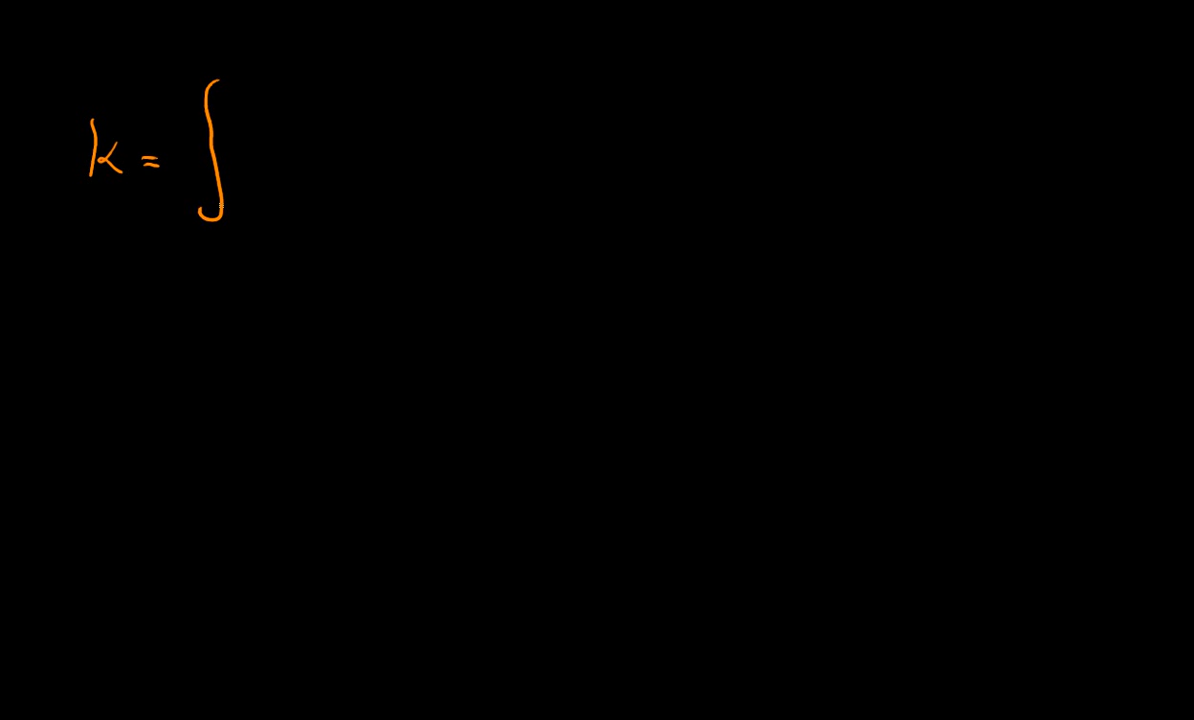 k = ∫